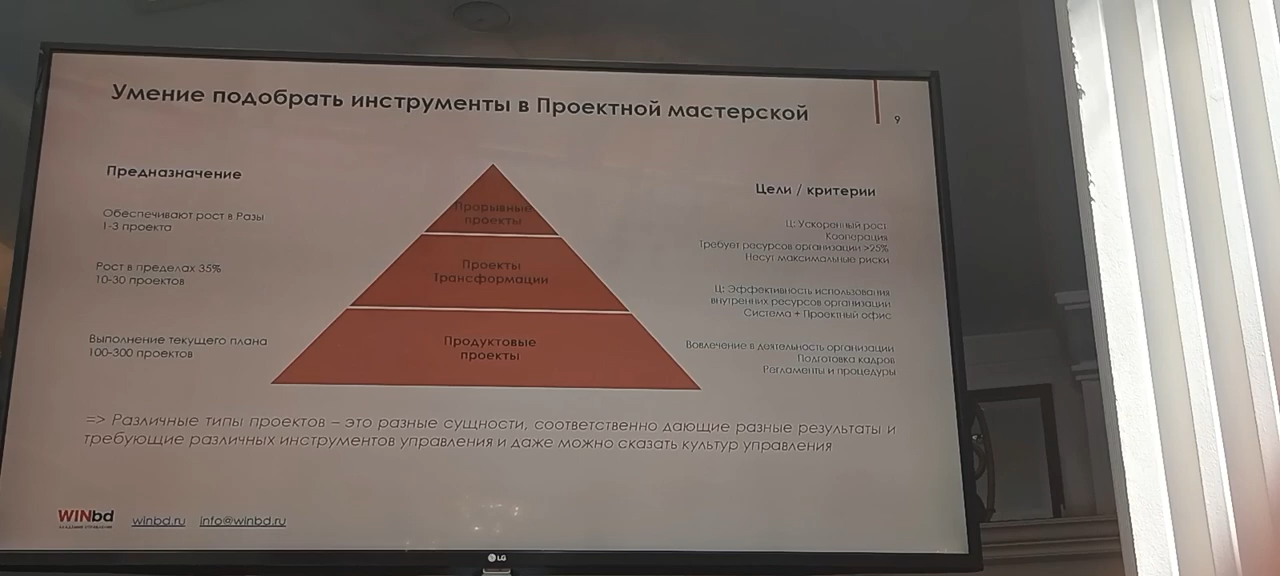 Умение подобрать инструменты в Проектной мастерской
9
Предназначение
Обеспечивают рост в Разы
1-3 проекта
Рост в пределах 35%
10-30 проектов
Выполнение текущего плана
100-300 проектов
Прорывные
проекты
Проекты
Трансформации
Продуктовые
проекты
Цели / критерии
Ц: Ускоренный рост
Кооперация
Требует ресурсов организации >25%
Несут максимальные риски
Ц: Эффективность использования
внутренних ресурсов организации
Система + Проектный офис
Вовлечение в деятельность организации
Подготовка кадров
Регламенты и процедуры
=> Различные типы проектов – это разные сущности, соответственно дающие разные результаты и
требующие различных инструментов управления и даже можно сказать культур управления
WINbd
winbd.ru info@winbd.ru
LG